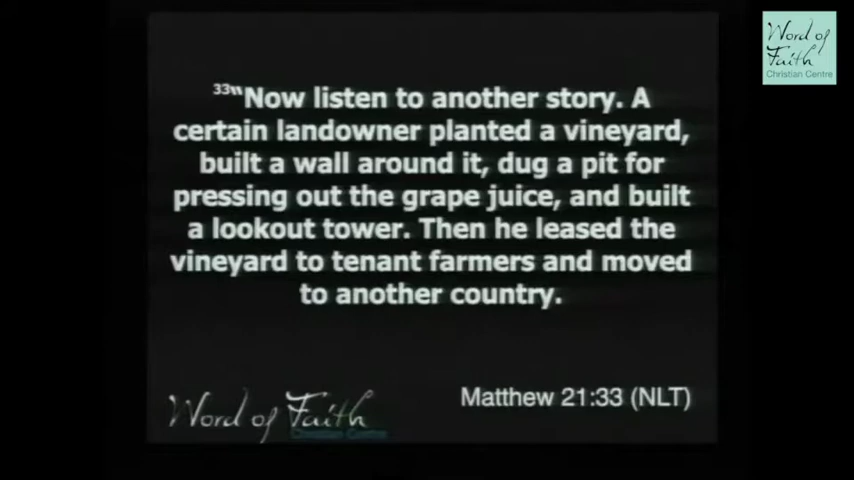 Word of
Faith
Christian Centre
³³“Now listen to another story. A
certain landowner planted a vineyard,
built a wall around it, dug a pit for
pressing out the grape juice, and built
a lookout tower. Then he leased the
vineyard to tenant farmers and moved
to another country.
Matthew 21:33 (NLT)
Word of Faith
Christian Centre